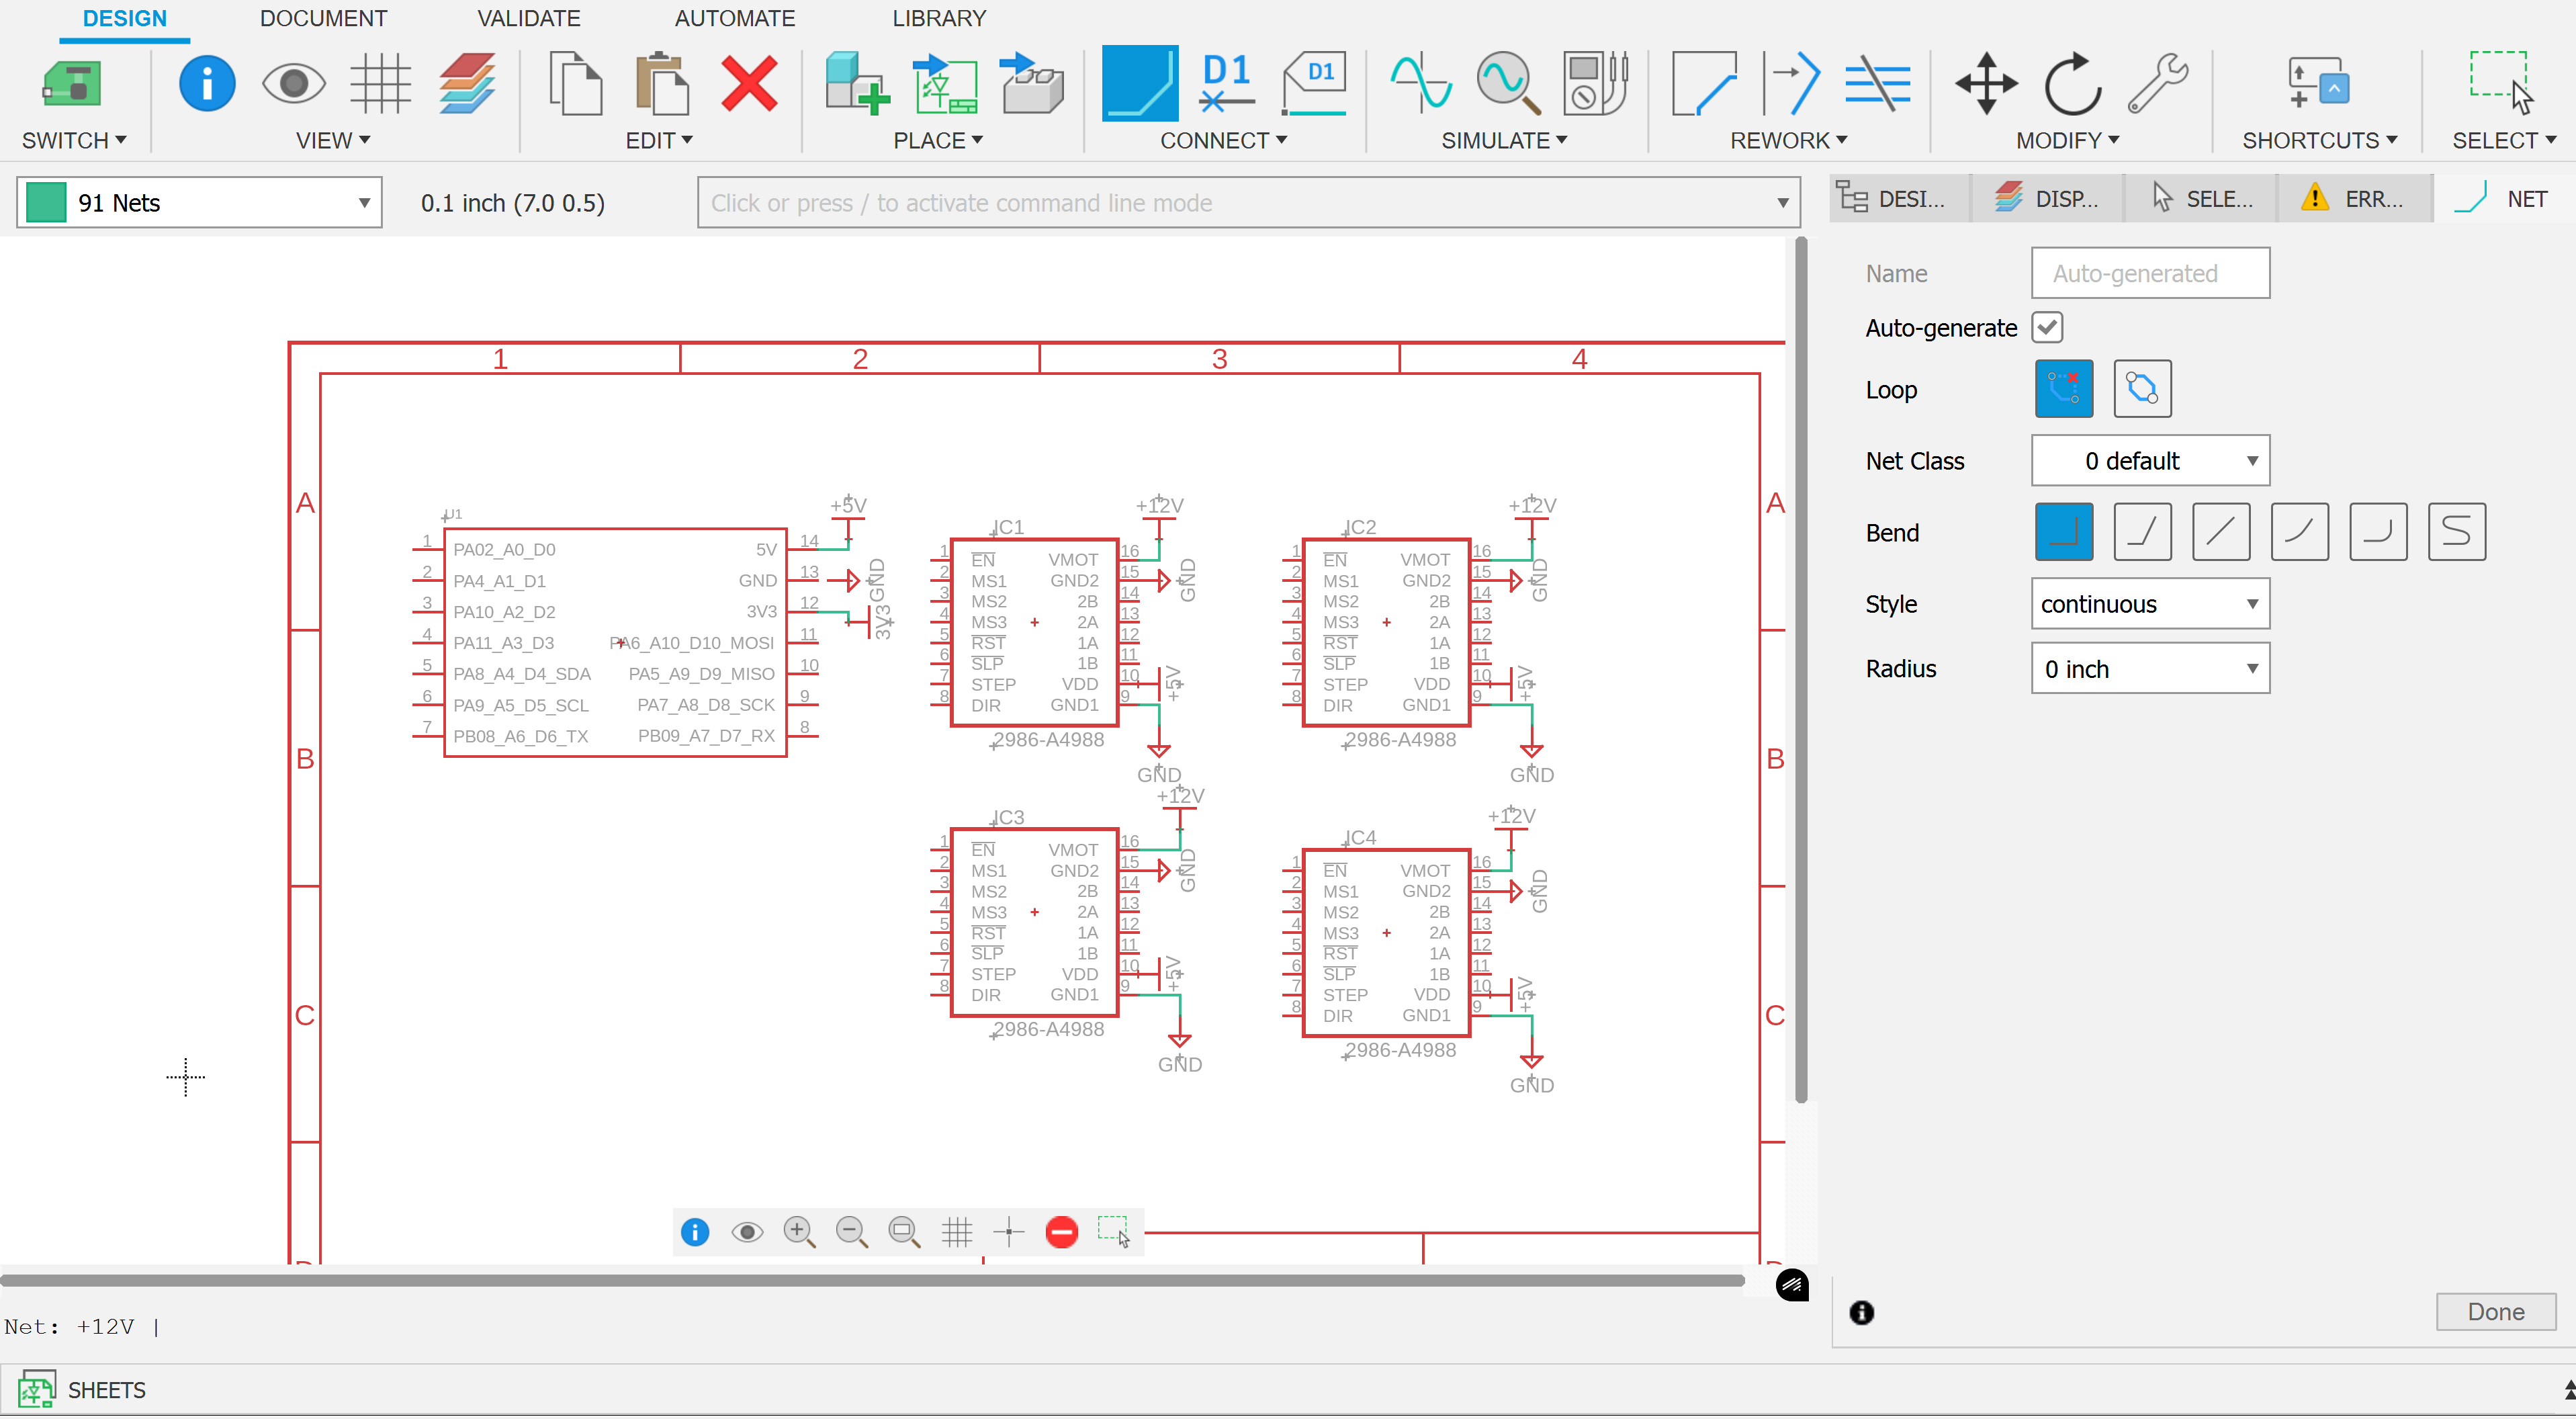 DESIGN DOCUMENT VALIDATE AUTOMATE LIBRARY
D1 D1
SWITCH VIEW EDIT PLACE CONNECT SIMULATE REWORK MODIFY SHORTCUTS SELECT
91 Nets 0.1 inch (7.0 0.5) Click or press / to activate command line mode
DESI... DISP... SELE... ERR... NET
Name Auto-generated
Auto-generate
Loop
Net Class 0 default
Bend
Style continuous
Radius 0 inch
1 2 3 4
A A
B B
C C
U1
+5V
1 PA02_A0_D0 5V 14
2 PA4_A1_D1 GND 13 GND
3 PA10_A2_D2 3V3 12 3V3
4 PA11_A3_D3 PA6_A10_D10_MOSI 11
5 PA8_A4_D4_SDA PA5_A9_D9_MISO 10
6 PA9_A5_D5_SCL PA7_A8_D8_SCK 9
7 PB08_A6_D6_TX PB09_A7_D7_RX 8
IC1 +12V
1 EN VMOT 16
2 MS1 GND2 15 GND
3 MS2 2B 14
4 MS3 2A 13
5 RST 1A 12
6 SLP 1B 11
7 STEP VDD 10 +5V
8 DIR GND1 9
2986-A4988
GND
IC2 +12V
1 EN VMOT 16
2 MS1 GND2 15 GND
3 MS2 2B 14
4 MS3 2A 13
5 RST 1A 12
6 SLP 1B 11
7 STEP VDD 10 +5V
8 DIR GND1 9
2986-A4988
GND
IC3 +12V
1 EN VMOT 16
2 MS1 GND2 15 GND
3 MS2 2B 14
4 MS3 2A 13
5 RST 1A 12
6 SLP 1B 11
7 STEP VDD 10 +5V
8 DIR GND1 9
2986-A4988
GND
IC4 +12V
1 EN VMOT 16
2 MS1 GND2 15 GND
3 MS2 2B 14
4 MS3 2A 13
5 RST 1A 12
6 SLP 1B 11
7 STEP VDD 10 +5V
8 DIR GND1 9
2986-A4988
GND
Net: +12V |
Done
SHEETS